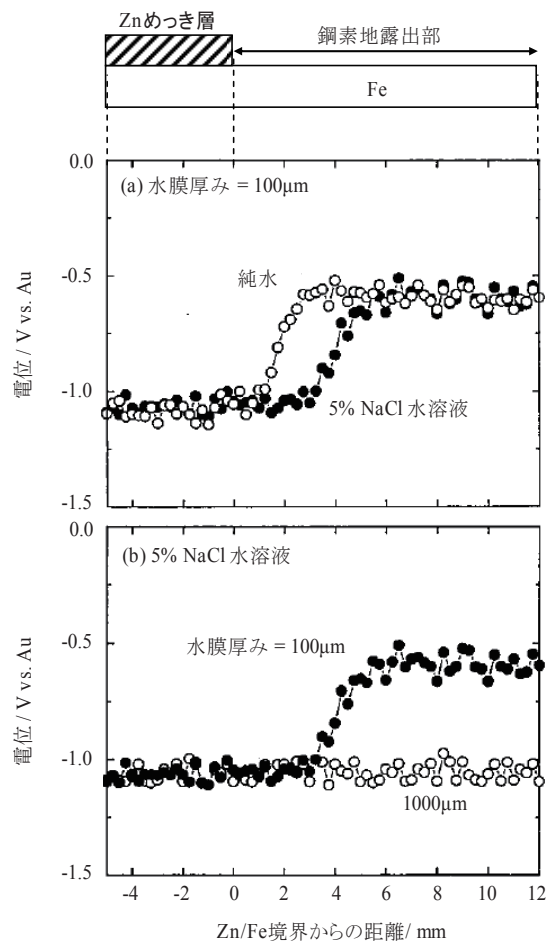 Znめっき層
鋼素地露出部
Fe
0.0
(a) 水膜厚み = 100μm
純水
-0.5
電位 / V vs. Au
-1.0
5% NaCl 水溶液
-1.5
0.0
(b) 5% NaCl 水溶液
水膜厚み = 100μm
-0.5
電位 / V vs. Au
-1.0
1000μm
-1.5
-4 -2 0 2 4 6 8 10 12
Zn/Fe境界からの距離/ mm